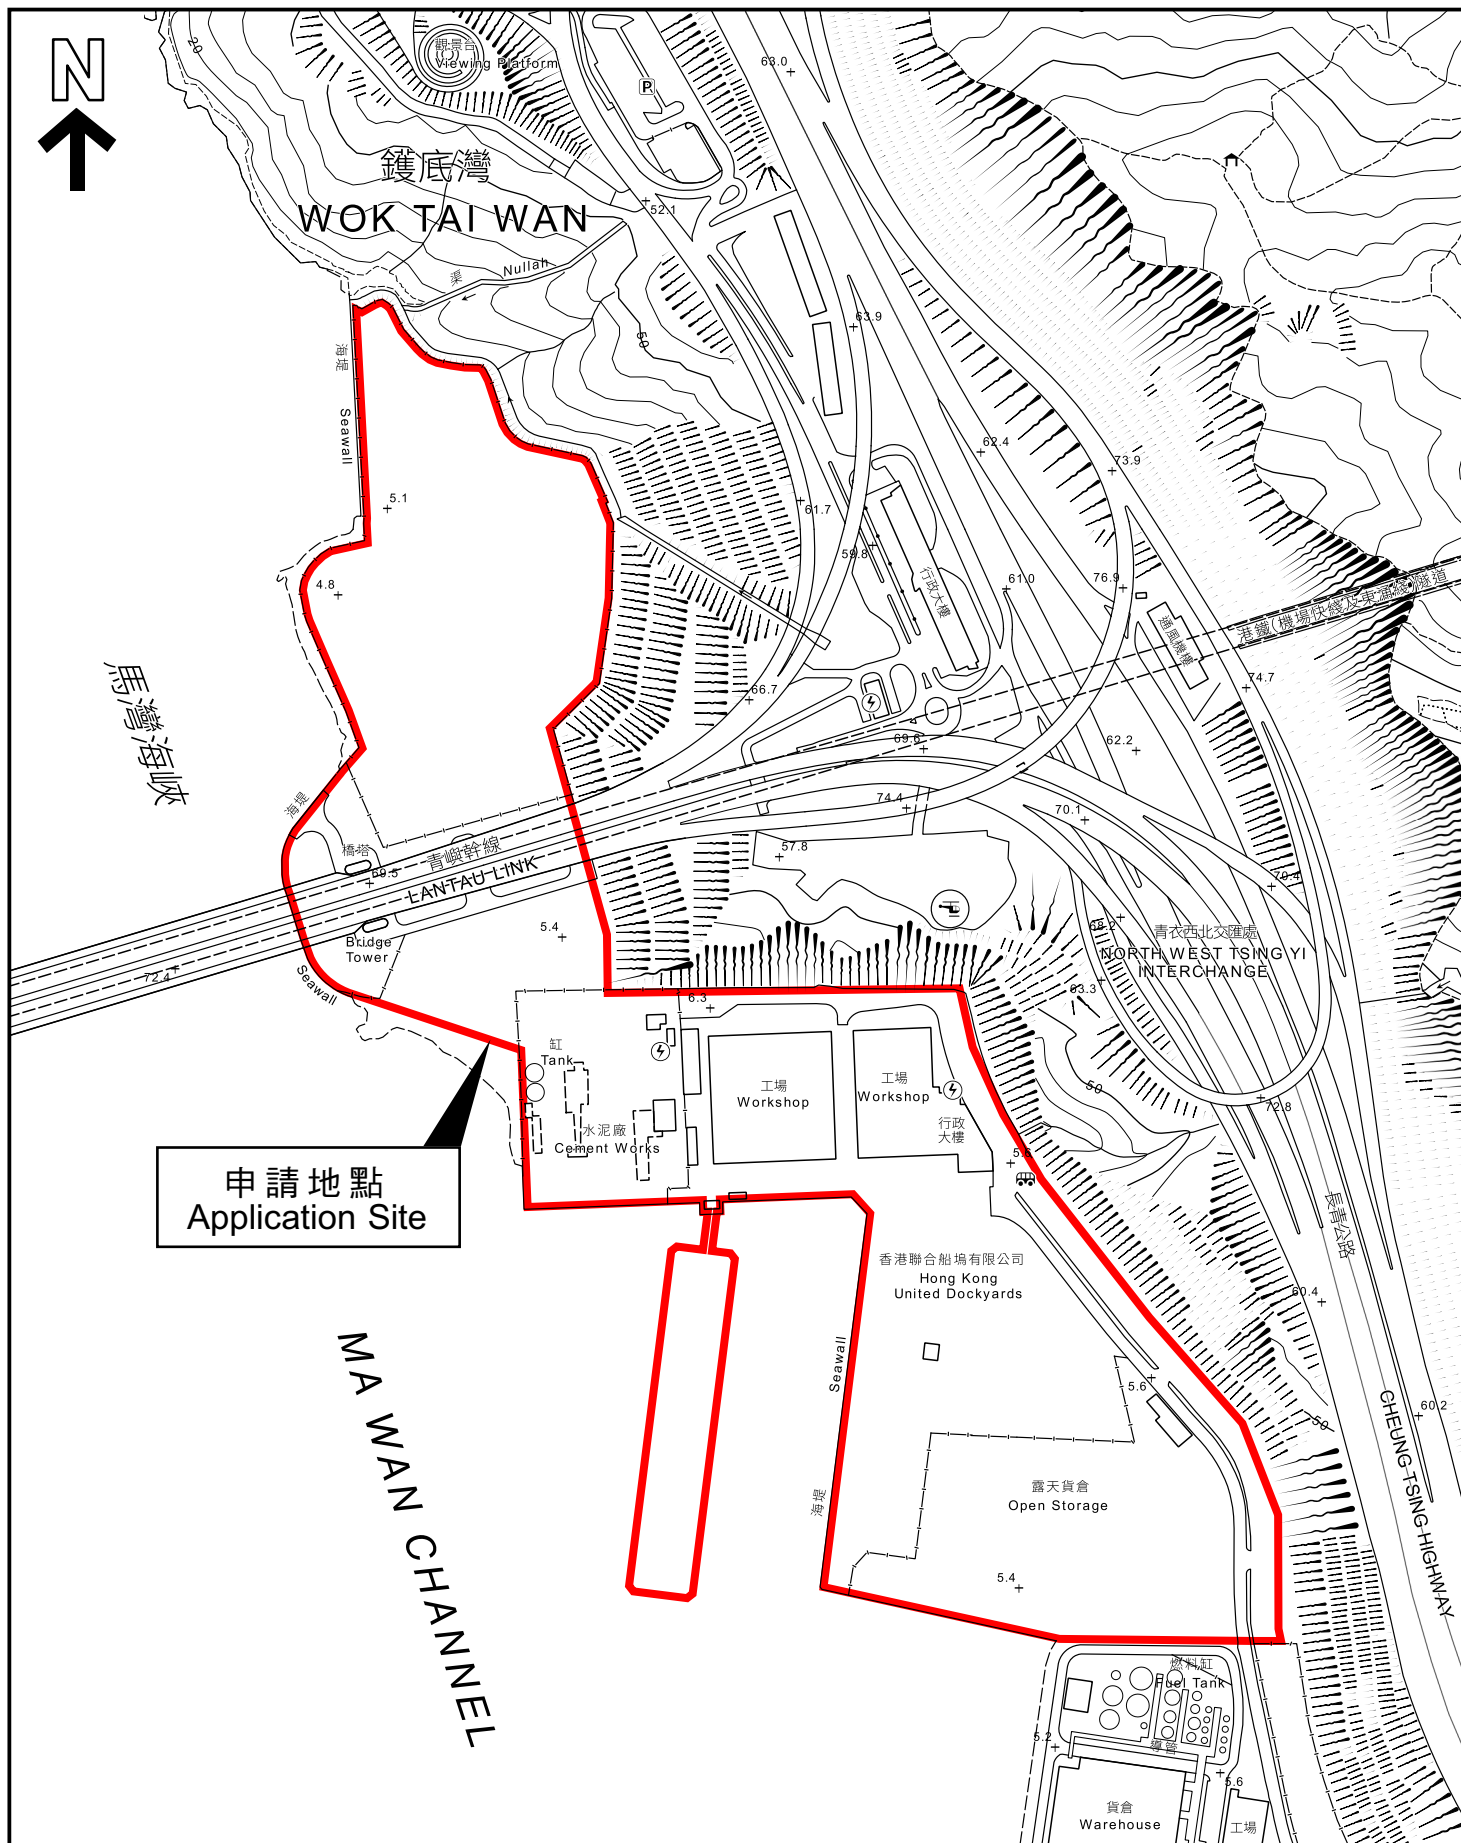 N
20
觀景台
Viewing Platform
P
63.0
鑊底灣
WOK TAI WAN
52.1
渠
Nullah
63.9
50
海堤
Seawall
5.1
62.4
73.9
61.7
59.8
行政大樓
61.0
76.9
4.8
通風機樓
港鐵(機場快綫及東涌綫)隧道
馬灣海峽
66.7
74.7
69.6
62.2
74.4
70.1
海堤
橋塔
青嶼幹線
LANTAU LINK
69.5
57.8
70.4
5.4
68.2
青衣西北交匯處
NORTH WEST TSING YI
INTERCHANGE
Bridge
Tower
72.4
Seawall
63.3
6.3
缸
Tank
工場
Workshop
工場
Workshop
50
72.8
水泥廠
Cement Works
行政
大樓
5.5
申請地點
Application Site
長青公路
香港聯合船塢有限公司
Hong Kong
United Dockyards
60.4
Seawall
5.6
60.2
50
MA WAN CHANNEL
CHEUNG TSING HIGHWAY
海堤
露天貨倉
Open Storage
5.4
燃料缸
Fuel Tank
5.2
導管
5.6
貨倉
Warehouse
工場